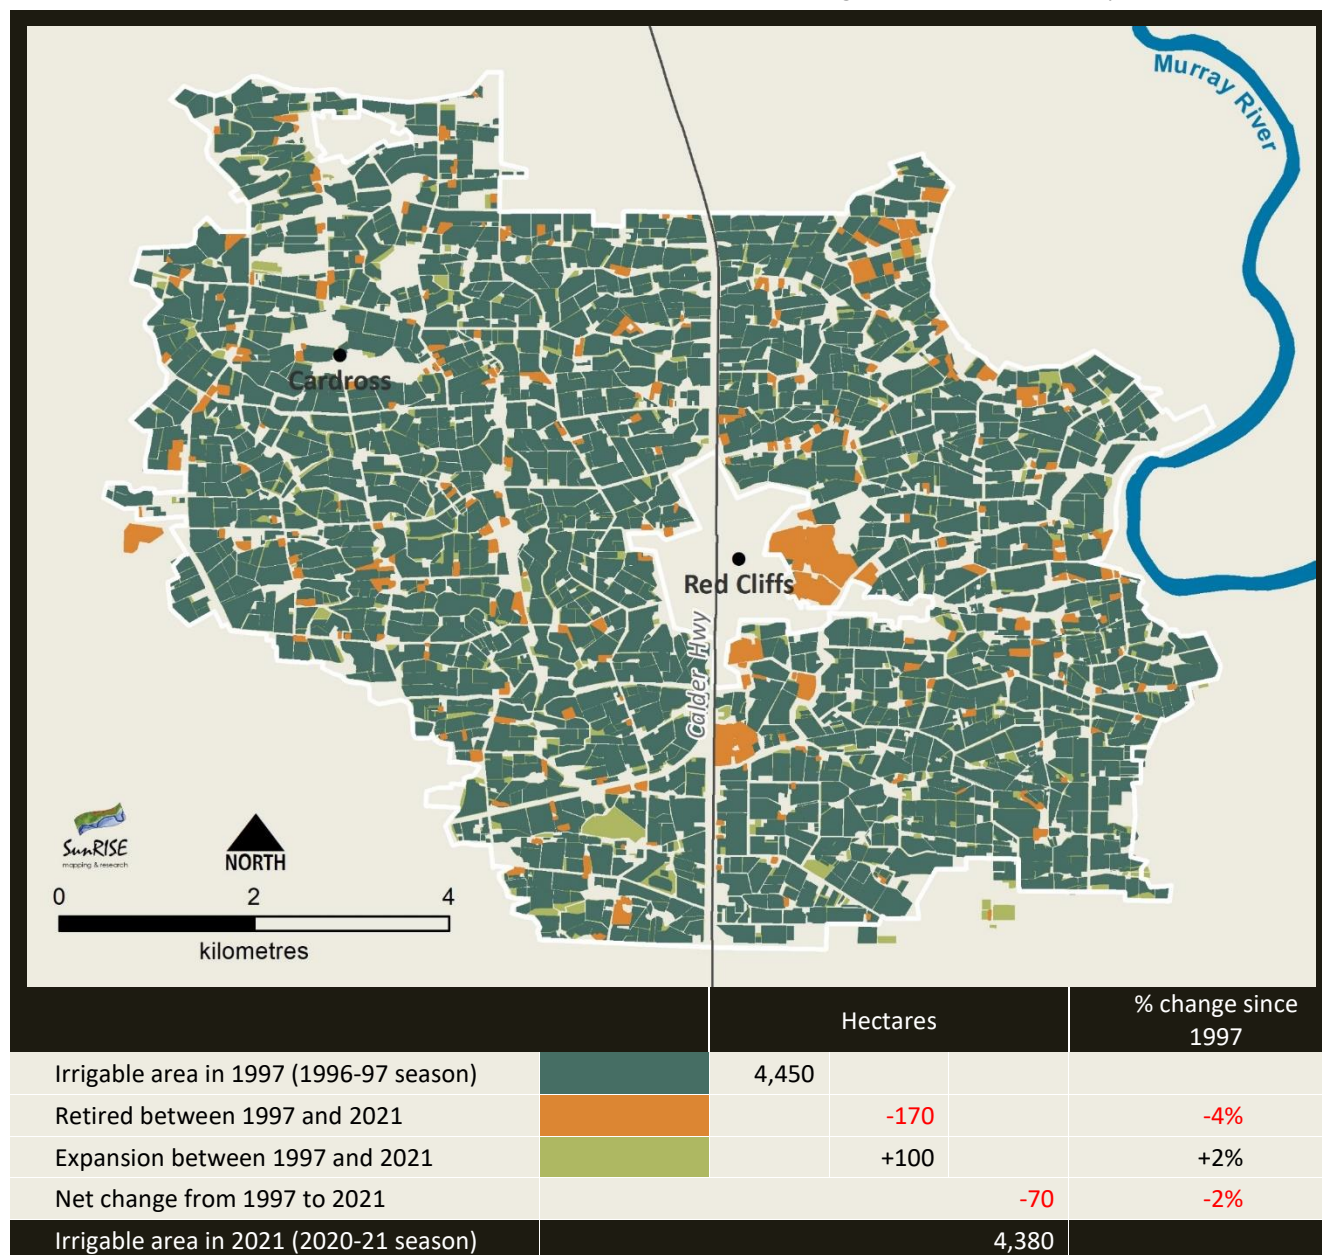 Murray River
Cardross
Red Cliffs
Calder Hwy
SunRISE
mapping & research
NORTH
0 2 4
kilometres
Hectares % change since
1997
Irrigable area in 1997 (1996-97 season) 4,450
Retired between 1997 and 2021 -170 -4%
Expansion between 1997 and 2021 +100 +2%
Net change from 1997 to 2021 -70 -2%
Irrigable area in 2021 (2020-21 season) 4,380